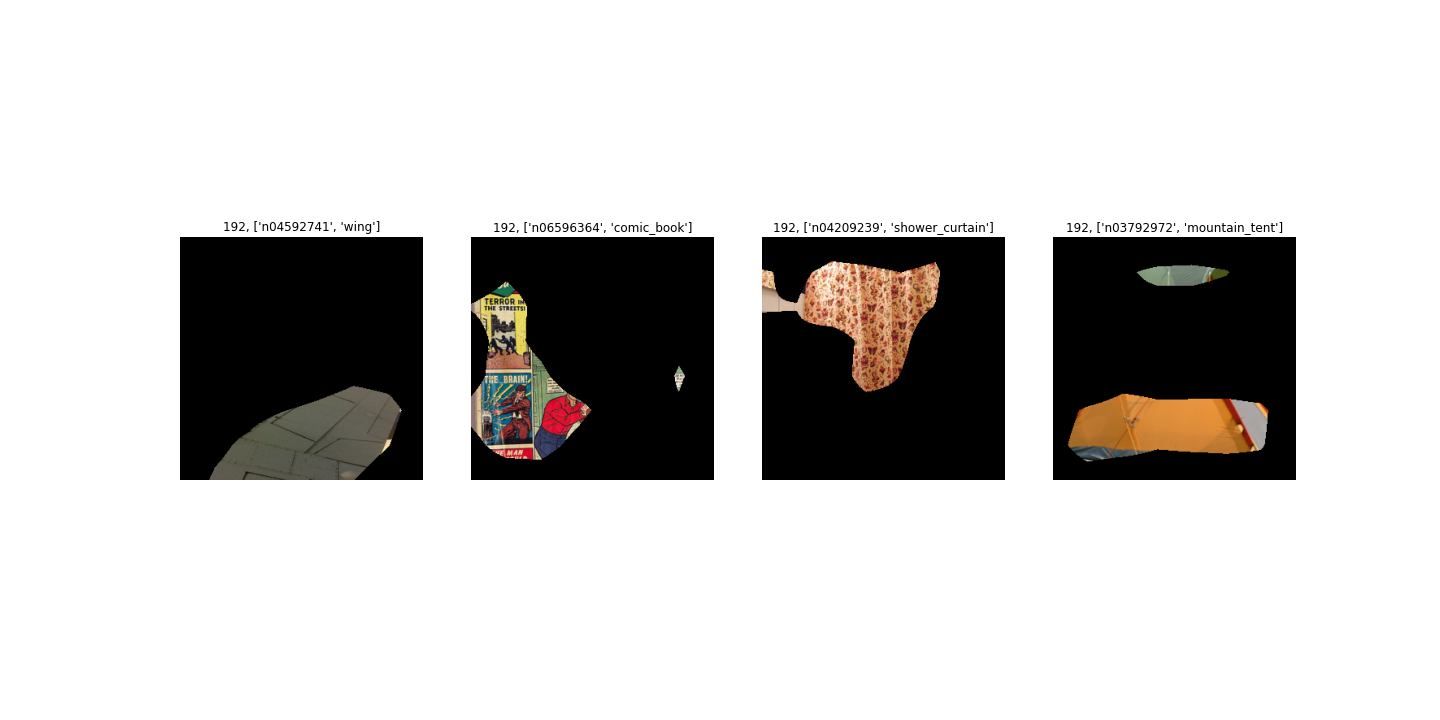 192, ['n04592741', 'wing']
192, ['n06596364', 'comic_book']
192, ['n04209239', 'shower_curtain']
192, ['n03792972', 'mountain_tent']
TERROR IN
THE STREETS!
THE BRAIN!
MAN